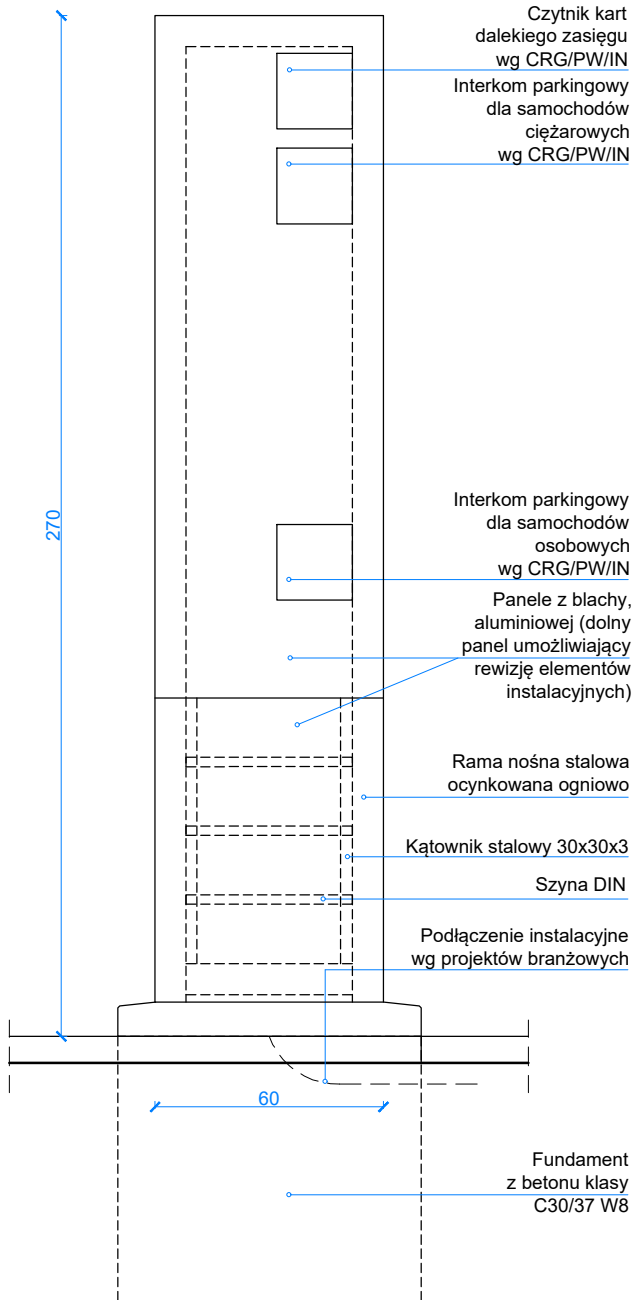 Czytnik kart
dalekiego zasięgu
wg CRG/PW/IN
Interkom parkingowy
dla samochodów
ciężarowych
wg CRG/PW/IN
270
Interkom parkingowy
dla samochodów
osobowych
wg CRG/PW/IN
Panele z blachy,
aluminiowej (dolny
panel umożliwiający
rewizję elementów
instalacyjnych)
Rama nośna stalowa
ocynkowana ogniowo
Kątownik stalowy 30x30x3
Szyna DIN
Podłączenie instalacyjne
wg projektów branżowych
60
Fundament
z betonu klasy
C30/37 W8